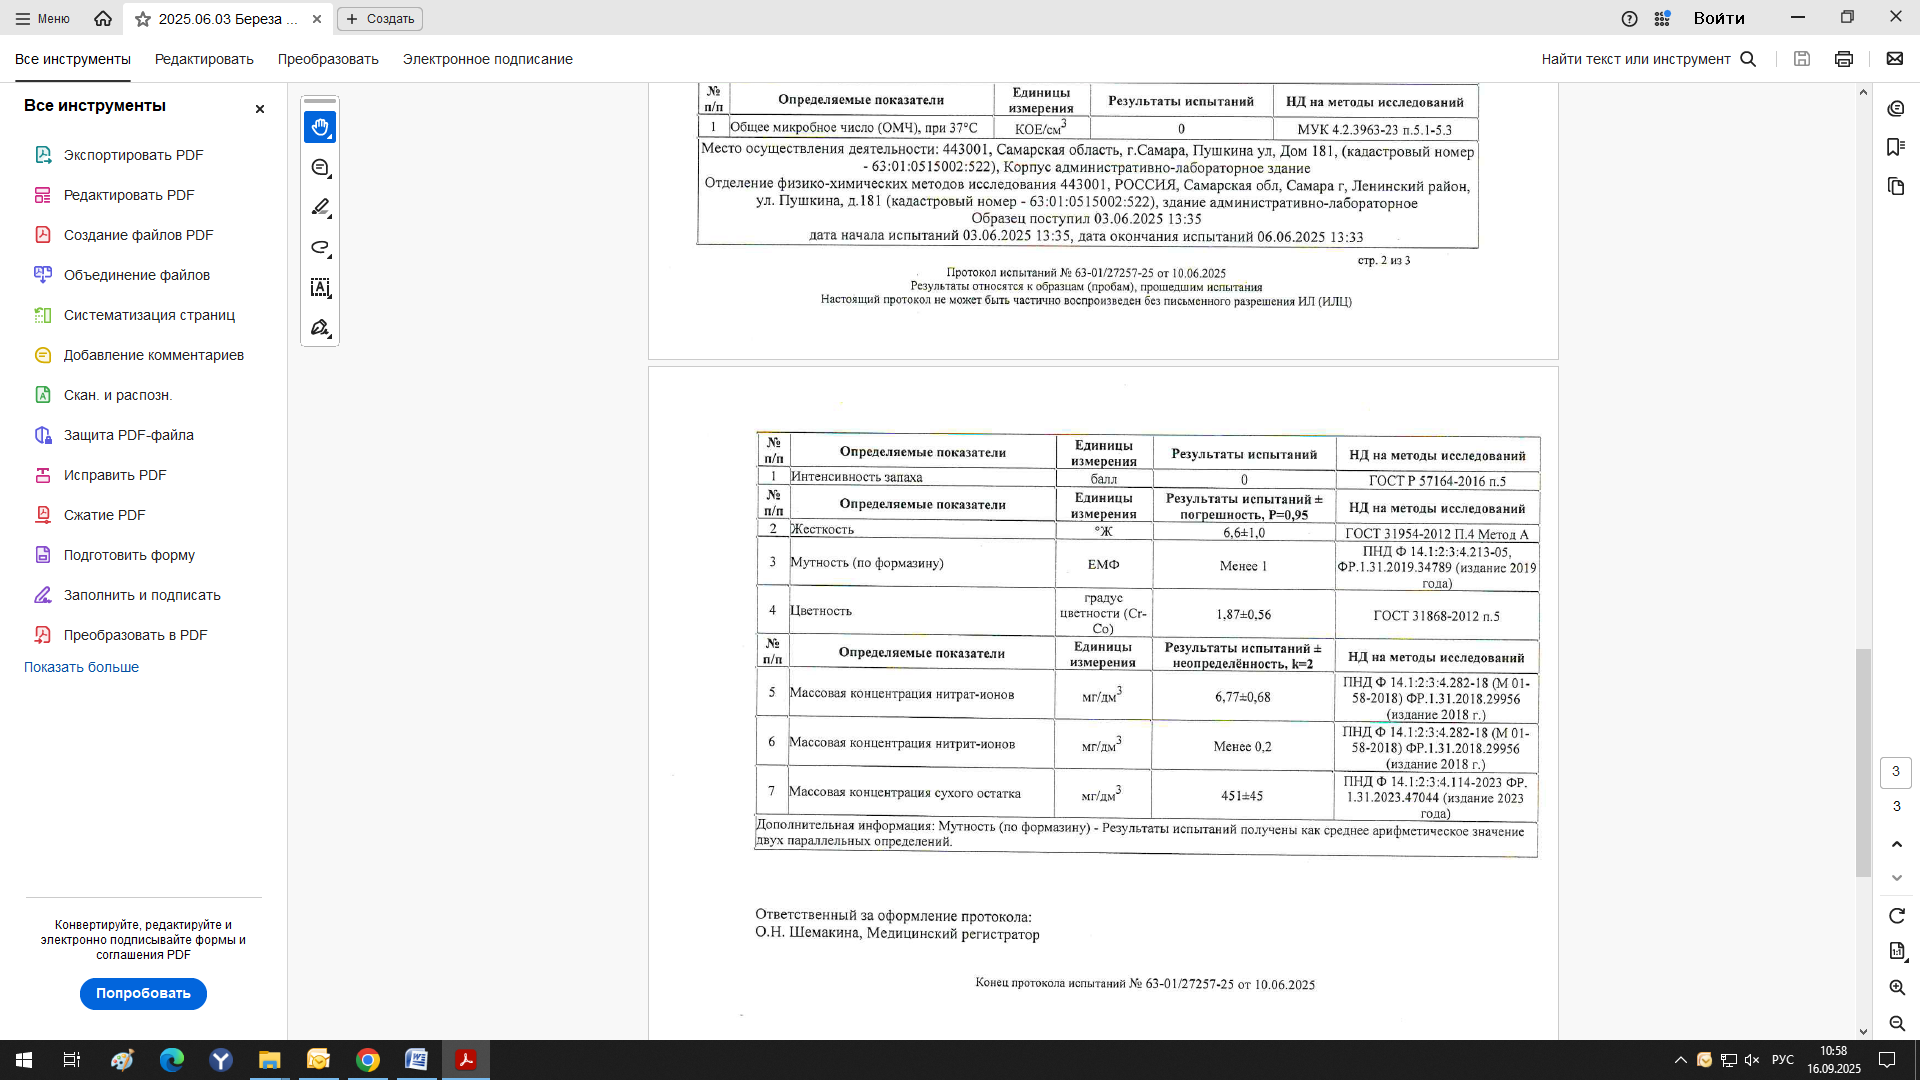 Меню
2025.06.03 Береза ...
Создать
Войти
Все инструменты
Редактировать
Преобразовать
Электронное подписание
Найти текст или инструмент
Все инструменты
Экспортировать PDF
Редактировать PDF
Создание файлов PDF
Объединение файлов
Систематизация страниц
Добавление комментариев
Скан. и распозн.
Защита PDF-файла
Исправить PDF
Сжатие PDF
Подготовить форму
Заполнить и подписать
Преобразовать в PDF
Показать больше
Конвертируйте, редактируйте и
электронно подписывайте формы и
соглашения PDF
Попробовать
№ п/п Определяемые показатели Единицы измерения Результаты испытаний НД на методы исследований
1 Общее микробное число (ОМЧ), при 37°С КОЕ/см3 0 МУК 4.2.3963-23 п.5.1-5.3
Место осуществления деятельности: 443001, Самарская область, г.Самара, Пушкина ул, Дом 181, (кадастровый номер
- 63:01:0515002:522), Корпус административно-лабораторное здание
Отделение физико-химических методов исследования 443001, РОССИЯ, Самарская обл, Самара г, Ленинский район,
ул. Пушкина, д.181 (кадастровый номер - 63:01:0515002:522), здание административно-лабораторное
Образец поступил 03.06.2025 13:35
дата начала испытаний 03.06.2025 13:35, дата окончания испытаний 06.06.2025 13:33
стр. 2 из 3
Протокол испытаний № 63-01/27257-25 от 10.06.2025
Результаты относятся к образцам (пробам), прошедшим испытания
Настоящий протокол не может быть частично воспроизведен без письменного разрешения ИЛ (ИЛЦ)
№ п/п Определяемые показатели Единицы измерения Результаты испытаний НД на методы исследований
1 Интенсивность запаха балл 0 ГОСТ Р 57164-2016 п.5
№ п/п Определяемые показатели Единицы измерения Результаты испытаний ± погрешность, Р=0,95 НД на методы исследований
2 Жесткость °Ж 6,6±1,0 ГОСТ 31954-2012 П.4 Метод А
3 Мутность (по формазину) ЕМФ Менее 1 ПНД Ф 14.1:2:3:4.213-05, ФР.1.31.2019.34789 (издание 2019 года)
4 Цветность градус цветности (Cr-Co) 1,87±0,56 ГОСТ 31868-2012 п.5
№ п/п Определяемые показатели Единицы измерения Результаты испытаний ± неопределённость, k=2 НД на методы исследований
5 Массовая концентрация нитрат-ионов мг/дм3 6,77±0,68 ПНД Ф 14.1:2:3:4.282-18 (М 01-58-2018) ФР.1.31.2018.29956 (издание 2018 г.)
6 Массовая концентрация нитрит-ионов мг/дм3 Менее 0,2 ПНД Ф 14.1:2:3:4.282-18 (М 01-58-2018) ФР.1.31.2018.29956 (издание 2018 г.)
7 Массовая концентрация сухого остатка мг/дм3 451±45 ПНД Ф 14.1:2:3:4.114-2023 ФР.1.31.2023.47044 (издание 2023 года)
Дополнительная информация: Мутность (по формазину) - Результаты испытаний получены как среднее арифметическое значение
двух параллельных определений.
Ответственный за оформление протокола:
О.Н. Шемакина, Медицинский регистратор
Конец протокола испытаний № 63-01/27257-25 от 10.06.2025
3
3
РУС
10:58
16.09.2025